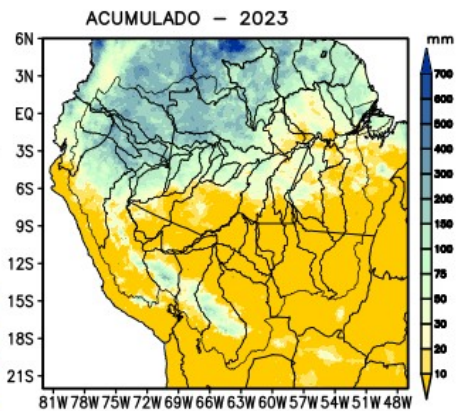 ACUMULADO – 2023
mm
6N
3N
EQ
3S
6S
9S
12S
15S
18S
21S
700
600
500
400
300
200
150
100
75
50
30
20
10
81W 78W 75W 72W 69W 66W 63W 60W 57W 54W 51W 48W